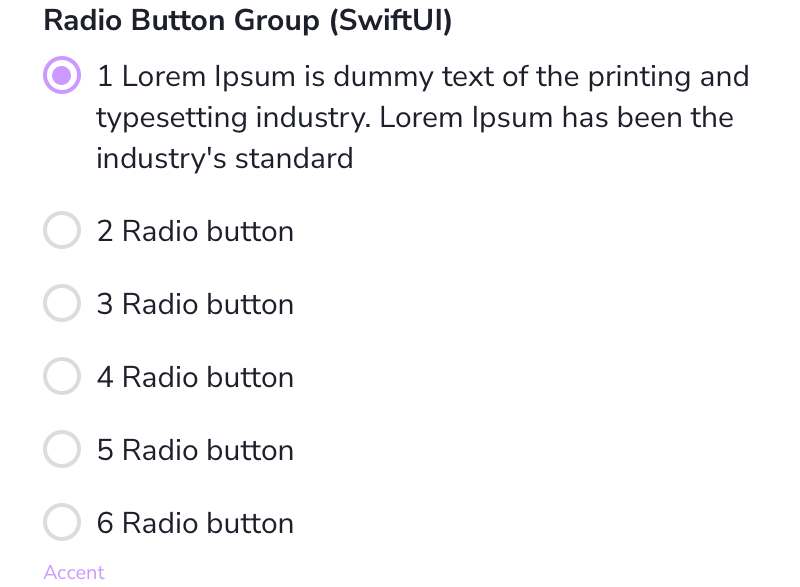 Radio Button Group (SwiftUI)
1 Lorem Ipsum is dummy text of the printing and
typesetting industry. Lorem Ipsum has been the
industry's standard
2 Radio button
3 Radio button
4 Radio button
5 Radio button
6 Radio button
Accent